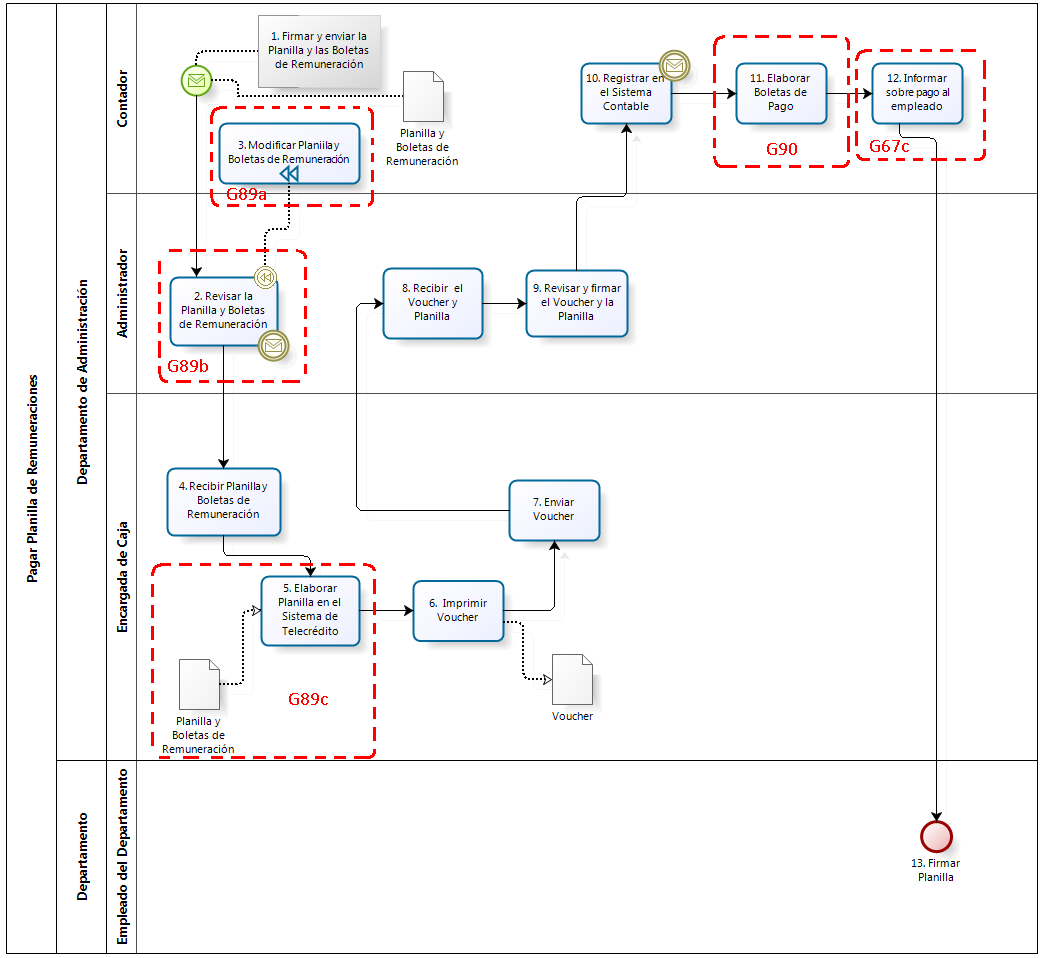 Pagar Planilla de Remuneraciones
Departamento de Administración
Contador
1. Firmar y enviar la
Planilla y las Boletas
de Remuneración
Planilla y
Boletas de
Remuneración
3. Modificar Planilla y
Boletas de Remuneración
G89a
10. Registrar en
el Sistema
Contable
11. Elaborar
Boletas de
Pago
G90
12. Informar
sobre pago al
empleado
G67c
Administrador
2. Revisar la
Planilla y Boletas
de Remuneración
G89b
8. Recibir el
Voucher y
Planilla
9. Revisar y firmar
el Voucher y la
Planilla
Encargada de Caja
4. Recibir Planilla y
Boletas de
Remuneración
7. Enviar
Voucher
5. Elaborar
Planilla en el
Sistema de
Telecrédito
6. Imprimir
Voucher
G89c
Planilla y
Boletas de
Remuneración
Voucher
Departamento
Empleado del Departamento
13. Firmar
Planilla